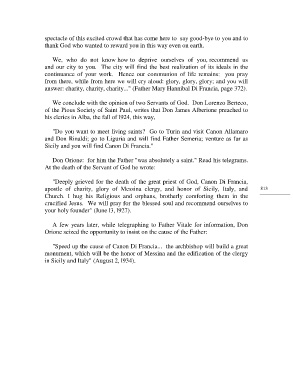 spectacle of this excited crowd that has come here to say good-bye to you and to
thank God who wanted to reward you in this way even on earth.
We, who do not know how to deprive ourselves of you, recommend us
and our city to you. The city will find the best realization of its ideals in the
continuance of your work. Hence our communion of life remains: you pray
from there, while from here we will cry aloud: glory, glory, glory; and you will
answer: charity, charity, charity..." (Father Mary Hannibal Di Francia, page 372).
We conclude with the opinion of two Servants of God. Don Lorenzo Berteco,
of the Pious Society of Saint Paul, writes that Don James Alberione preached to
his clerics in Alba, the fall of 1924, this way,
"Do you want to meet living saints? Go to Turin and visit Canon Allamano
and Don Rinaldi; go to Liguria and you will find Father Semeria; venture as far as
Sicily and you will find Canon Di Francia."
Don Orione: for him the Father "was absolutely a saint." Read his telegrams.
At the death of the Servant of God he wrote:
"Deeply grieved for the death of the great priest of God, Canon Di Francia,
apostle of charity, glory of Messina clergy, and honor of Sicily, Italy, and
Church. I hug his Religious and orphans, brotherly comforting them in the
crucified Jesus. We will pray for the blessed soul and recommend ourselves to
your holy founder" (June 13, 1927).
A few years later, while telegraphing to Father Vitale for information, Don
Orione seized the opportunity to insist on the cause of the Father:
"Speed up the cause of Canon Di Francia... the archbishop will build a great
monument, which will be the honor of Messina and the edification of the clergy
in Sicily and Italy" (August 2, 1934).